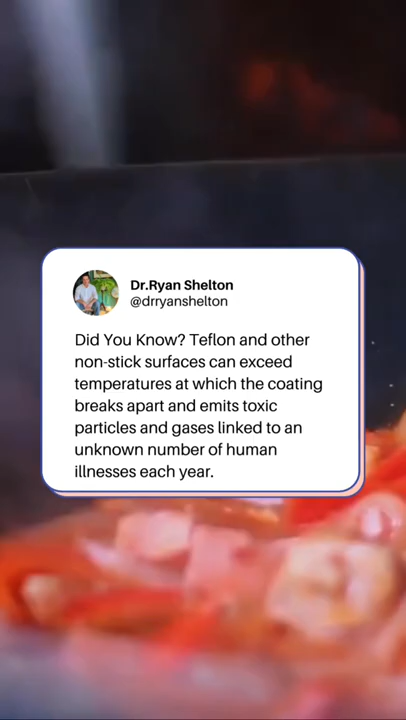 Dr.Ryan Shelton
@drryanshelton
Did You Know? Teflon and other
non-stick surfaces can exceed
temperatures at which the coating
breaks apart and emits toxic
particles and gases linked to an
unknown number of human
illnesses each year.